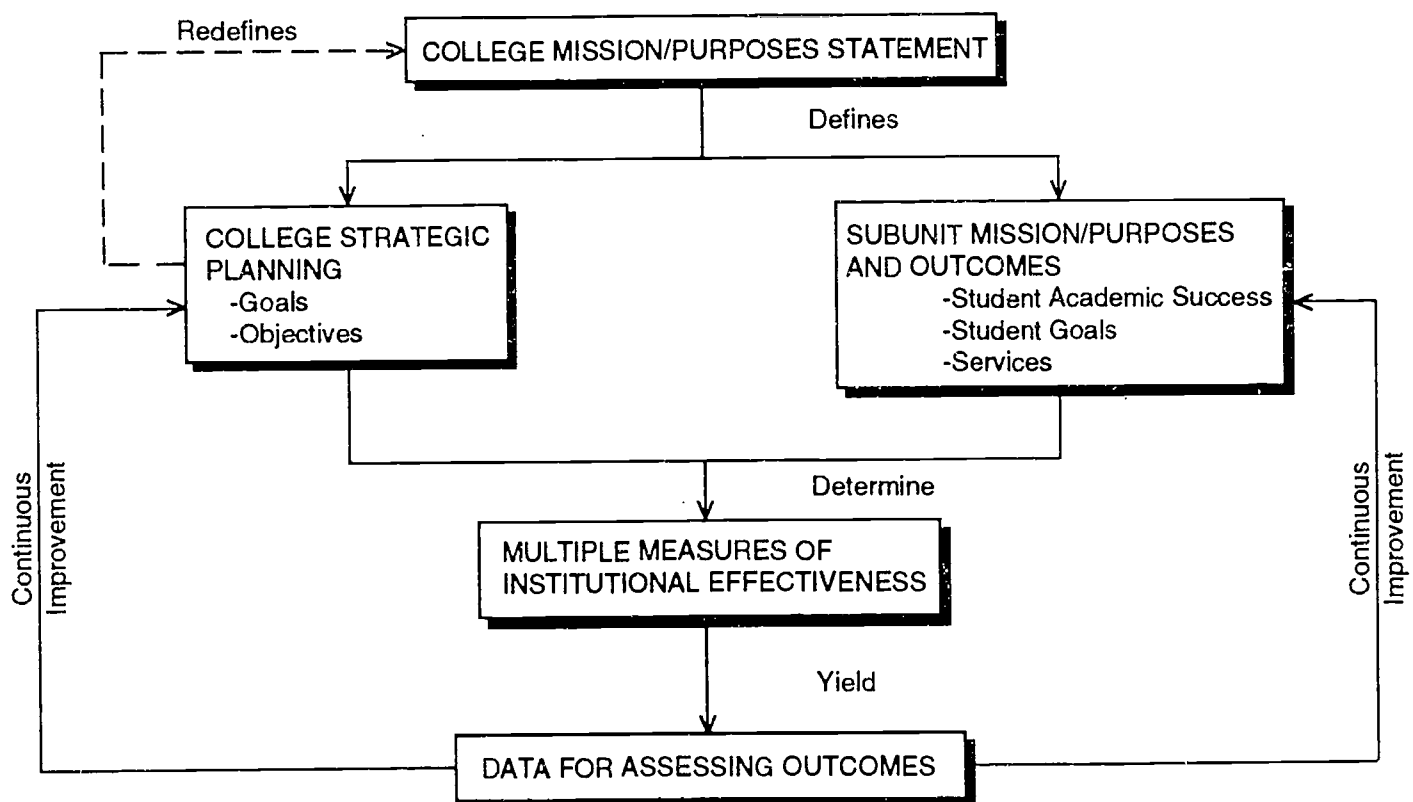 Redefines
COLLEGE MISSION/PURPOSES STATEMENT
Defines
COLLEGE STRATEGIC
PLANNING
-Goals
-Objectives
SUBUNIT MISSION/PURPOSES
AND OUTCOMES
-Student Academic Success
-Student Goals
-Services
Continuous
Improvement
Determine
Continuous
Improvement
MULTIPLE MEASURES OF
INSTITUTIONAL EFFECTIVENESS
Yield
DATA FOR ASSESSING OUTCOMES